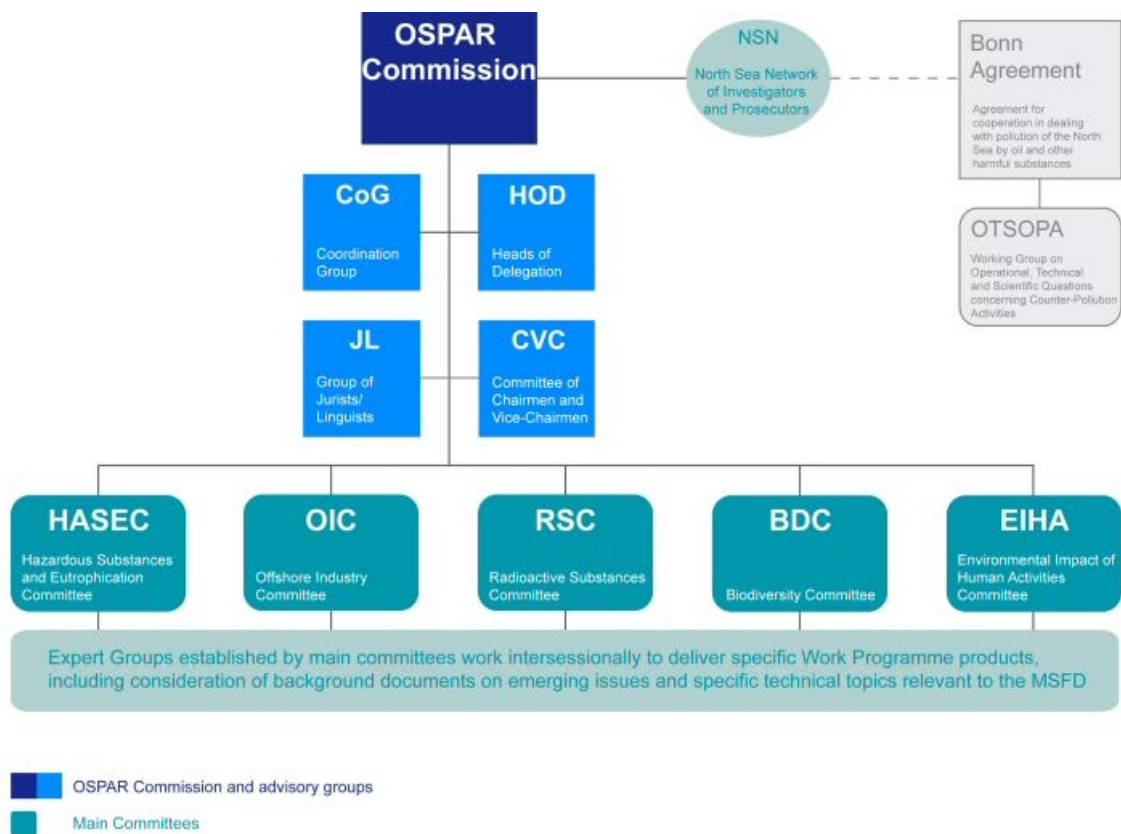 OSPAR
Commission
NSN
North Sea Network
of Investigators
and Prosecutors
Bonn
Agreement
Agreement for
cooperation in dealing
with pollution of the North
Sea by oil and other
harmful substances
OTSOPA
Working Group on
Operational, Technical
and Scientific Questions
concerning Counter-Pollution
Activities
CoG
Coordination
Group
HOD
Heads of
Delegation
JL
Group of
Jurists/
Linguists
CVC
Committee of
Chairmen and
Vice-Chairmen
HASEC
Hazardous Substances
and Eutrophication
Committee
OIC
Offshore Industry
Committee
RSC
Radioactive Substances
Committee
BDC
Biodiversity Committee
EIHA
Environmental Impact of
Human Activities
Committee
Expert Groups established by main committees work intersessionally to deliver specific Work Programme products,
including consideration of background documents on emerging issues and specific technical topics relevant to the MSFD
OSPAR Commission and advisory groups
Main Committees